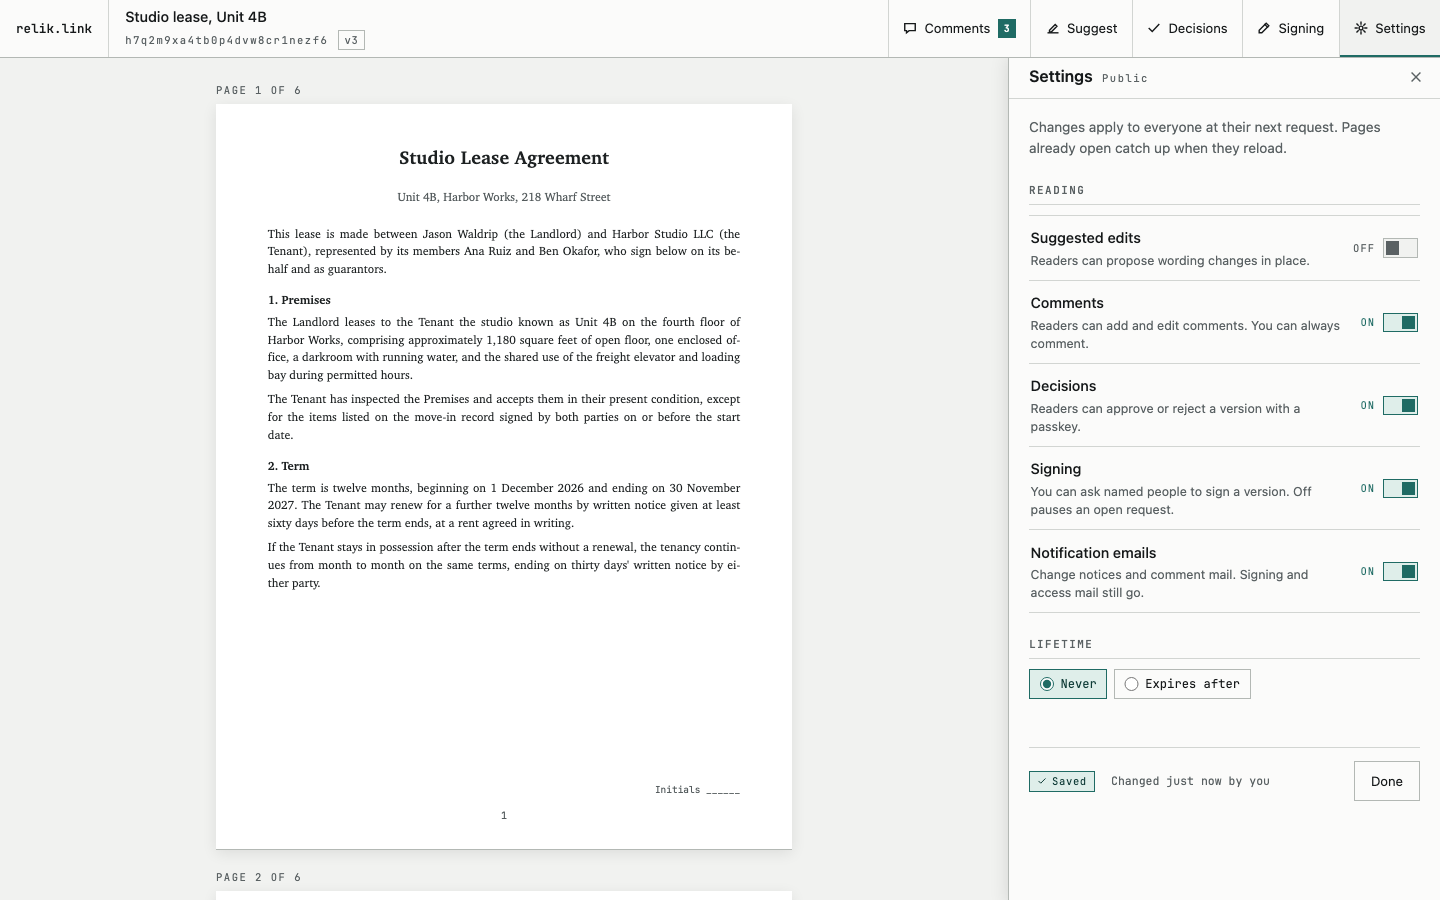 relik.link
Studio lease, Unit 4B
h7q2m9xa4tb0p4dvw8cr1nezf6 v3
Comments 3
Suggest
Decisions
Signing
Settings
PAGE 1 OF 6
Studio Lease Agreement
Unit 4B, Harbor Works, 218 Wharf Street
This lease is made between Jason Waldrip (the Landlord) and Harbor Studio LLC (the
Tenant), represented by its members Ana Ruiz and Ben Okafor, who sign below on its be-
half and as guarantors.
1. Premises
The Landlord leases to the Tenant the studio known as Unit 4B on the fourth floor of
Harbor Works, comprising approximately 1,180 square feet of open floor, one enclosed of-
fice, a darkroom with running water, and the shared use of the freight elevator and loading
bay during permitted hours.
The Tenant has inspected the Premises and accepts them in their present condition, except
for the items listed on the move-in record signed by both parties on or before the start
date.
2. Term
The term is twelve months, beginning on 1 December 2026 and ending on 30 November
2027. The Tenant may renew for a further twelve months by written notice given at least
sixty days before the term ends, at a rent agreed in writing.
If the Tenant stays in possession after the term ends without a renewal, the tenancy contin-
ues from month to month on the same terms, ending on thirty days' written notice by ei-
ther party.
Initials ______
1
PAGE 2 OF 6
Settings Public
Changes apply to everyone at their next request. Pages
already open catch up when they reload.
READING
Suggested edits
Readers can propose wording changes in place.
OFF
Comments
Readers can add and edit comments. You can always
comment.
ON
Decisions
Readers can approve or reject a version with a
passkey.
ON
Signing
You can ask named people to sign a version. Off
pauses an open request.
ON
Notification emails
Change notices and comment mail. Signing and
access mail still go.
ON
LIFETIME
Never
Expires after
Saved
Changed just now by you
Done